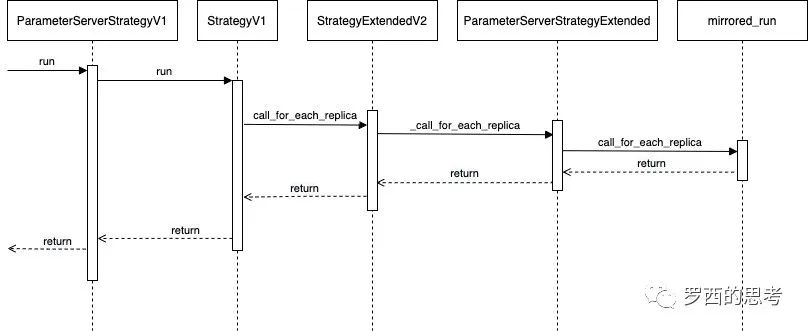 ParameterServerStrategyV1
StrategyV1
StrategyExtendedV2
ParameterServerStrategyExtended
mirrored_run
run
run
call_for_each_replica
_call_for_each_replica
call_for_each_replica
return
return
return
return
return
罗西的思考